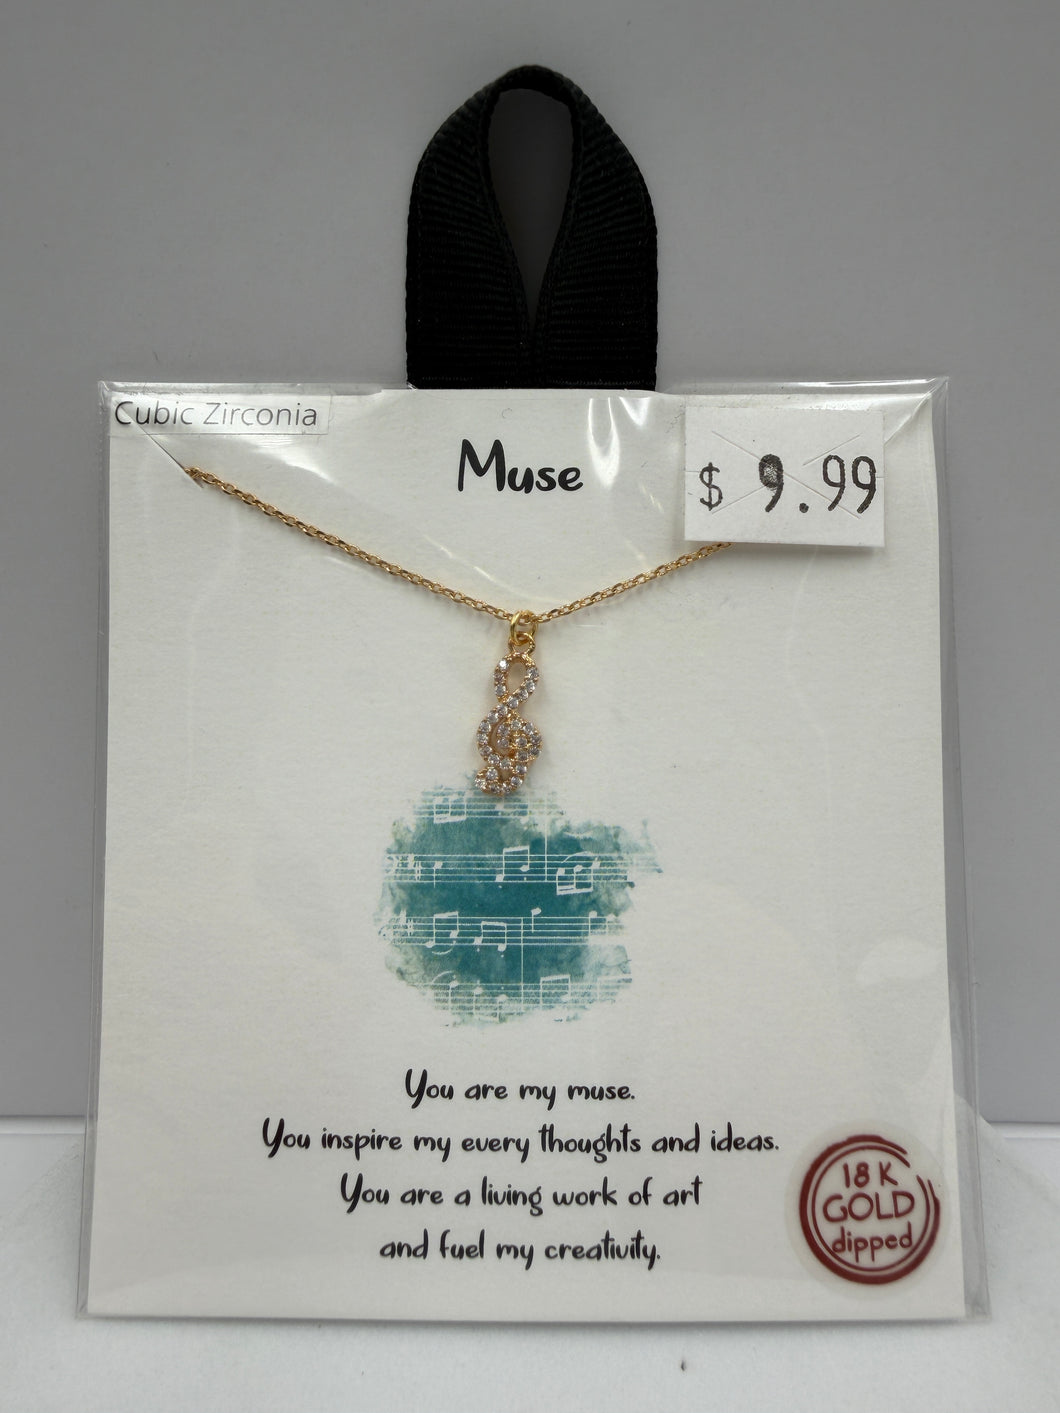 Cubic Zirconia
Muse
$ 9.99
You are my muse.
You inspire my every thoughts and ideas.
You are a living work of art
and fuel my creativity.
18 K
GOLD
dipped